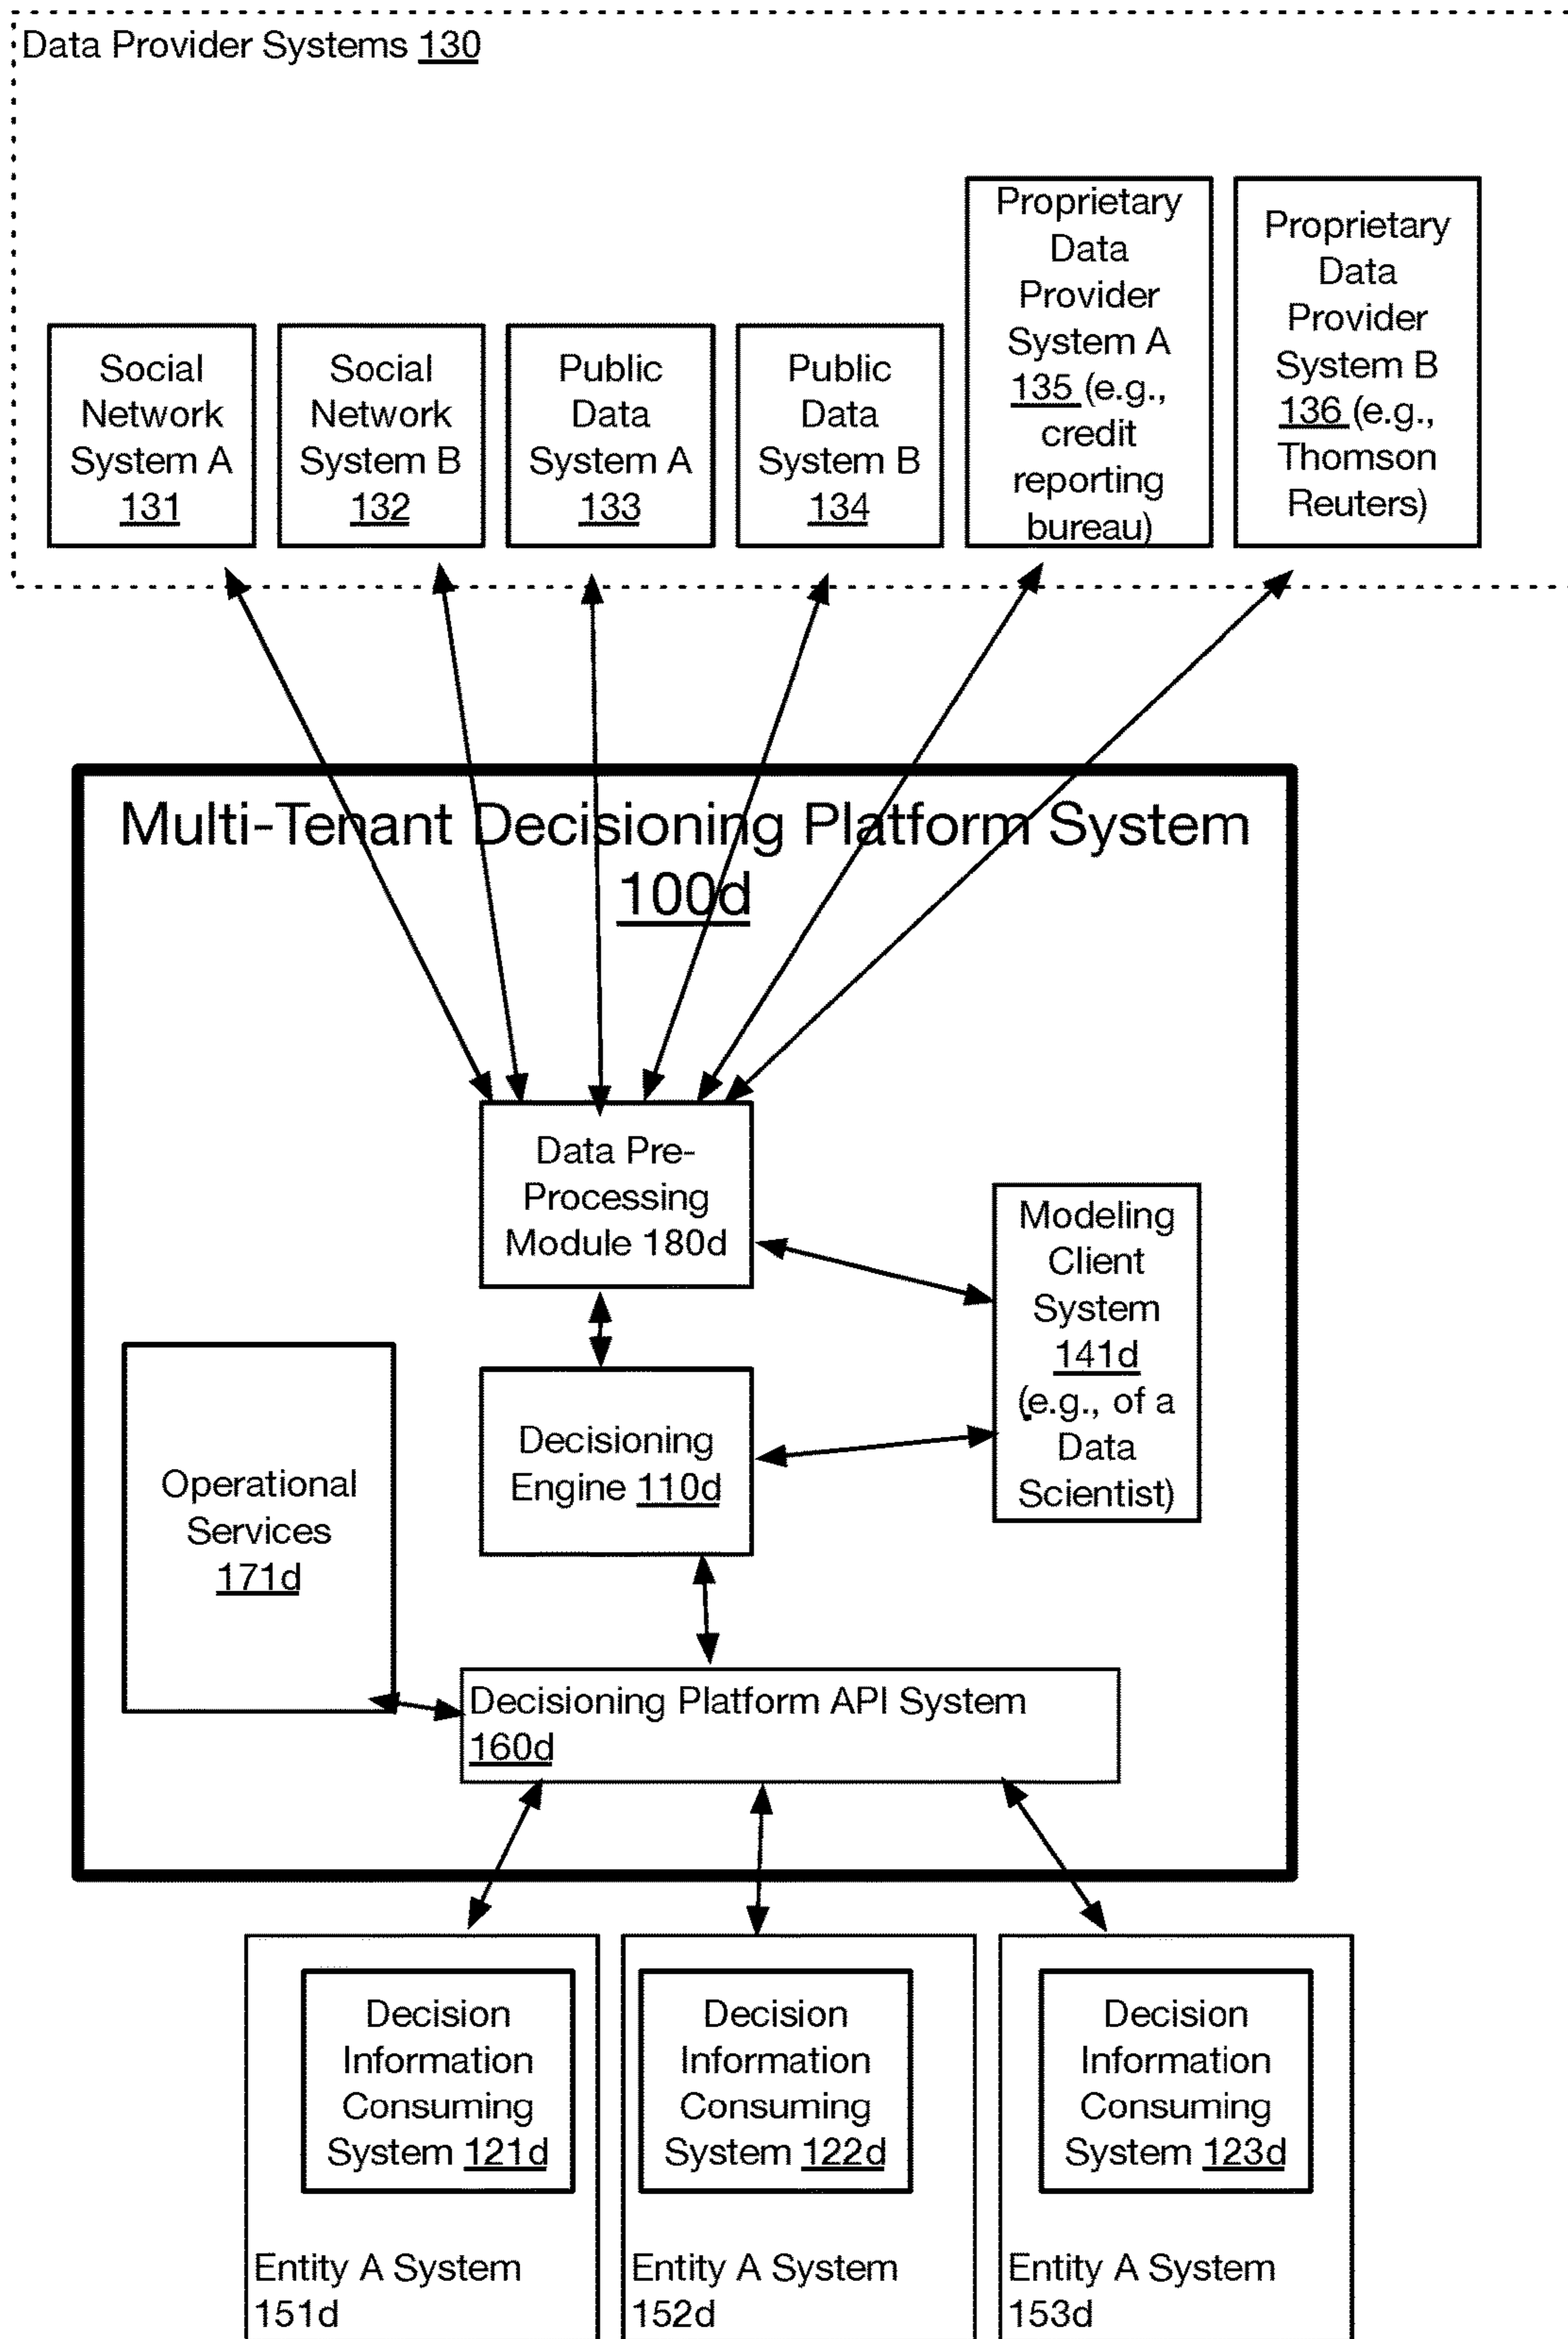 Data Provider Systems 130
Social
Network
System A
131
Social
Network
System B
132
Public
Data
System A
133
Public
Data
System B
134
Proprietary
Data
Provider
System A
135 (e.g.,
credit
reporting
bureau)
Proprietary
Data
Provider
System B
136 (e.g.,
Thomson
Reuters)
Multi-Tenant Decisioning Platform System
100d
Data Pre-
Processing
Module 180d
Modeling
Client
System
141d
(e.g., of a
Data
Scientist)
Decisioning
Engine 110d
Operational
Services
171d
Decisioning Platform API System
160d
Decision
Information
Consuming
System 121d
Entity A System
151d
Decision
Information
Consuming
System 122d
Entity A System
152d
Decision
Information
Consuming
System 123d
Entity A System
153d